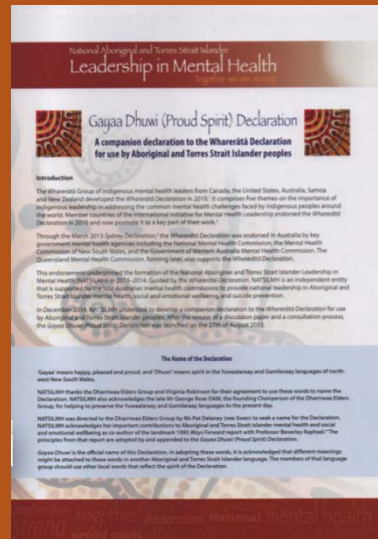 National Aboriginal and Torres Strait Islander
Leadership in Mental Health
Together we are strong
Gayaa Dhuwi (Proud Spirit) Declaration
A companion declaration to the Wharerātā Declaration
for use by Aboriginal and Torres Strait Islander peoples
Introduction
The Wharerātā Group of indigenous mental health leaders from Canada, the United States, Australia, Samoa
and New Zealand developed the Wharerātā Declaration in 2010.¹ It comprises five themes on the importance of
indigenous leadership in addressing the common mental health challenges faced by indigenous peoples around
the world. Member countries of the International Initiative for Mental Health Leadership endorsed the Wharerātā
Declaration in 2010 and now promote it as a key part of their work.²
Through the March 2013 Sydney Declaration,³ the Wharerātā Declaration was endorsed in Australia by key
government mental health agencies including the National Mental Health Commission, the Mental Health
Commission of New South Wales, and the Government of Western Australia Mental Health Commission. The
Queensland Mental Health Commission, forming later, also supports the Wharerātā Declaration.
This endorsement underpinned the formation of the National Aboriginal and Torres Strait Islander Leadership in
Mental Health (NATSILMH) in 2013–2014. Guided by the Wharerātā Declaration, NATSILMH is an independent entity
that is supported by the four Australian mental health commissions to provide national leadership in Aboriginal and
Torres Strait Islander mental health, social and emotional wellbeing, and suicide prevention.
In December 2014, NATSILMH undertook to develop a companion declaration to the Wharerātā Declaration for use
by Aboriginal and Torres Strait Islander peoples. After the release of a discussion paper and a consultation process,
the Gayaa Dhuwi (Proud Spirit) Declaration was launched on the 27th of August 2015.
The Name of the Declaration
'Gayaa' means happy, pleased and proud, and 'Dhuwi' means spirit in the Yuwaalaraay and Gamilaraay languages of north-
west New South Wales.
NATSILMH thanks the Dharriwaa Elders Group and Virginia Robinson for their agreement to use these words to name the
Declaration. NATSILMH also acknowledges the late Mr George Rose OAM, the founding Chairperson of the Dharriwaa Elders
Group, for helping to preserve the Yuwaalaraay and Gamilaraay languages to the present day.
NATSILMH was directed to the Dharriwaa Elders Group by Ms Pat Delaney (nee Swan) to seek a name for the Declaration.
NATSILMH acknowledges her important contributions to Aboriginal and Torres Strait Islander mental health and social
and emotional wellbeing as co-author of the landmark 1995 Ways Forward report with Professor Beverley Raphael.⁴ The
principles from that report are adopted by and appended to the Gayaa Dhuwi (Proud Spirit) Declaration.
Gayaa Dhuwi is the official name of this Declaration. In adopting these words, it is acknowledged that different meanings
might be attached to these words in another Aboriginal and Torres Strait Islander language. The members of that language
group should use other local words that reflect the spirit of the Declaration.